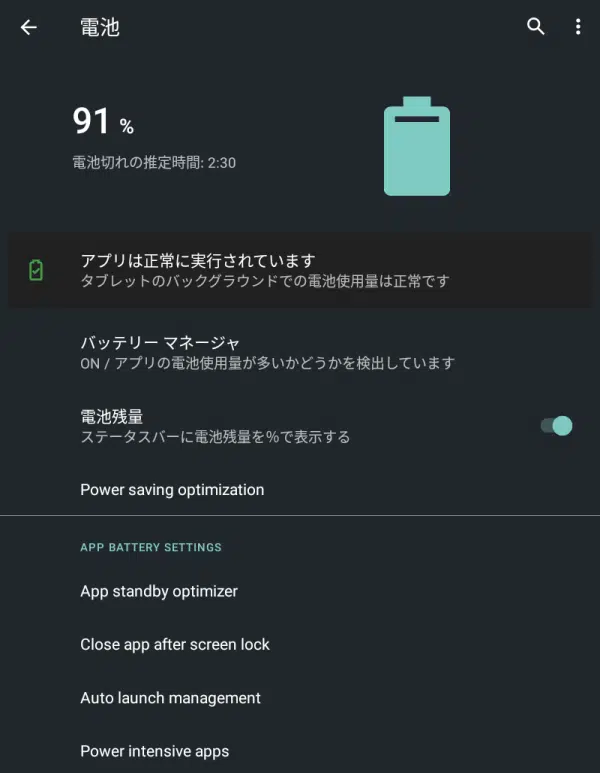 電池
91 %
電池切れの推定時間: 2:30
アプリは正常に実行されています
タブレットのバックグラウンドでの電池使用量は正常です
バッテリー マネージャ
ON / アプリの電池使用量が多いかどうかを検出しています
電池残量
ステータスバーに電池残量を%で表示する
Power saving optimization
APP BATTERY SETTINGS
App standby optimizer
Close app after screen lock
Auto launch management
Power intensive apps